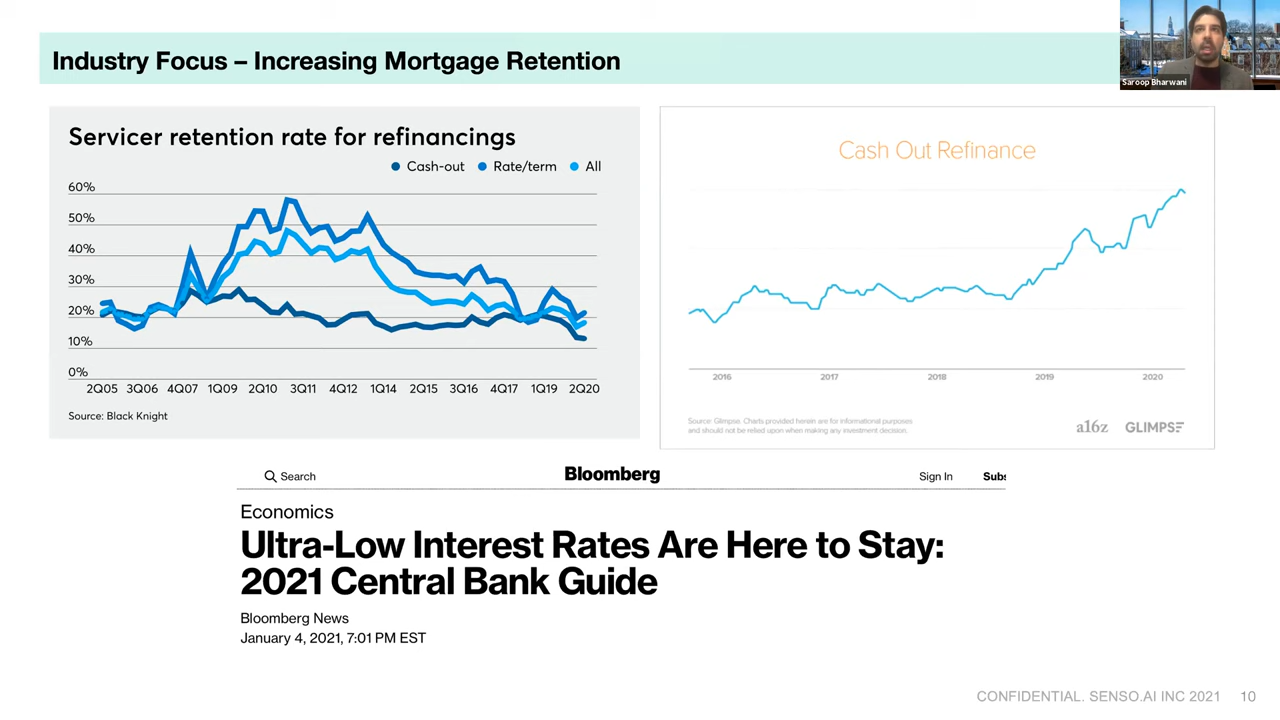 Industry Focus – Increasing Mortgage Retention
Saroop Bharwani
Servicer retention rate for refinancings
Cash-out Rate/term All
60%
50%
40%
30%
20%
10%
0%
2Q05 3Q06 4Q07 1Q09 2Q10 3Q11 4Q12 1Q14 2Q15 3Q16 4Q17 1Q19 2Q20
Source: Black Knight
Cash Out Refinance
2016 2017 2018 2019 2020
Source: Glimpse. Charts provided herein are for informational purposes
and should not be relied upon when making any investment decision.
a16z GLIMPSE
Search Bloomberg Sign In Subs
Economics
Ultra-Low Interest Rates Are Here to Stay:
2021 Central Bank Guide
Bloomberg News
January 4, 2021, 7:01 PM EST
CONFIDENTIAL. SENSO.AI INC 2021 10